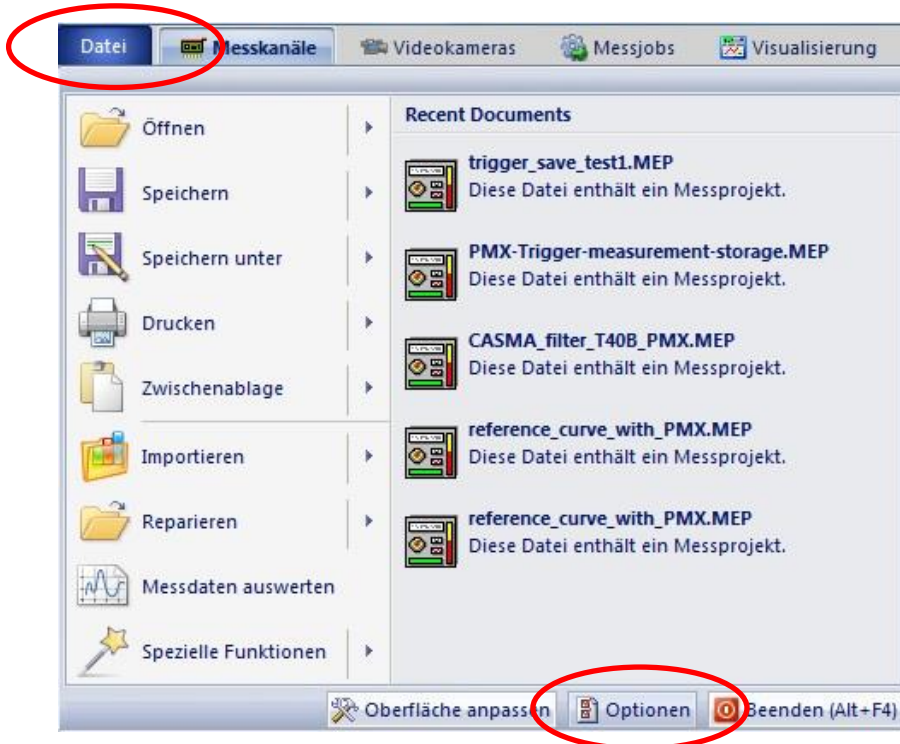 Datei Messkanäle Videokameras Messjobs Visualisierung
Öffnen
Speichern
Speichern unter
Drucken
Zwischenablage
Importieren
Reparieren
Messdaten auswerten
Spezielle Funktionen
Recent Documents
trigger_save_test1.MEP
Diese Datei enthält ein Messprojekt.
PMX-Trigger-measurement-storage.MEP
Diese Datei enthält ein Messprojekt.
CASMA_filter_T40B_PMX.MEP
Diese Datei enthält ein Messprojekt.
reference_curve_with_PMX.MEP
Diese Datei enthält ein Messprojekt.
reference_curve_with_PMX.MEP
Diese Datei enthält ein Messprojekt.
Oberfläche anpassen Optionen Beenden (Alt+F4)